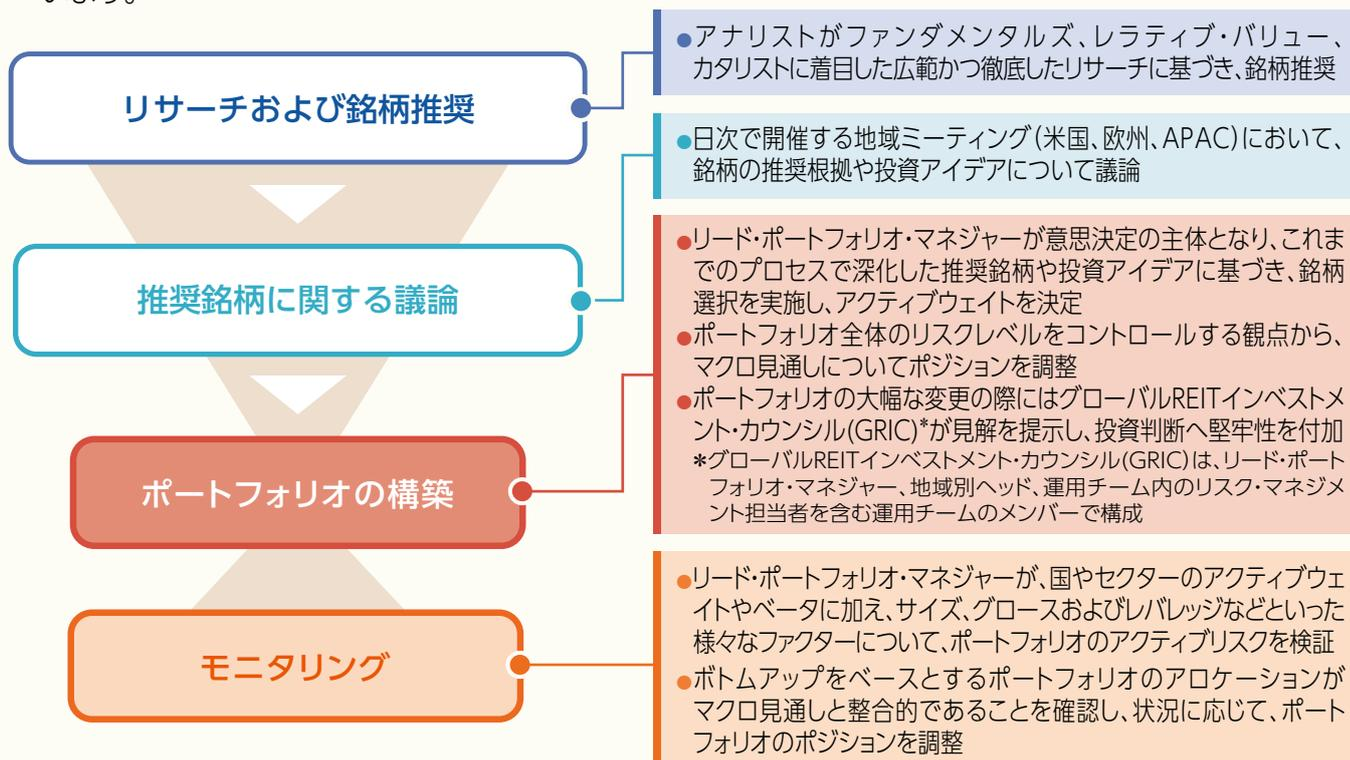 リサーチおよび銘柄推奨
●アナリストがファンダメンタルズ、レラティブ・バリュー、
カタリストに着目した広範かつ徹底したリサーチに基づき、銘柄推奨
推奨銘柄に関する議論
●日次で開催する地域ミーティング(米国、欧州、APAC)において、
銘柄の推奨根拠や投資アイデアについて議論
ポートフォリオの構築
●リード・ポートフォリオ・マネジャーが意思決定の主体となり、これま
でのプロセスで深化した推奨銘柄や投資アイデアに基づき、銘柄
選択を実施し、アクティブウェイトを決定
●ポートフォリオ全体のリスクレベルをコントロールする観点から、
マクロ見通しについてポジションを調整
●ポートフォリオの大幅な変更の際にはグローバルREITインベストメ
ント・カウンシル(GRIC)*が見解を提示し、投資判断へ堅牢性を付加
*グローバルREITインベストメント・カウンシル(GRIC)は、リード・ポート
フォリオ・マネジャー、地域別ヘッド、運用チーム内のリスク・マネジメ
ント担当者を含む運用チームのメンバーで構成
モニタリング
●リード・ポートフォリオ・マネジャーが、国やセクターのアクティブウェ
イトやベータに加え、サイズ、グロースおよびレバレッジなどといった
様々なファクターについて、ポートフォリオのアクティブリスクを検証
●ボトムアップをベースとするポートフォリオのアロケーションが
マクロ見通しと整合的であることを確認し、状況に応じて、ポート
フォリオのポジションを調整